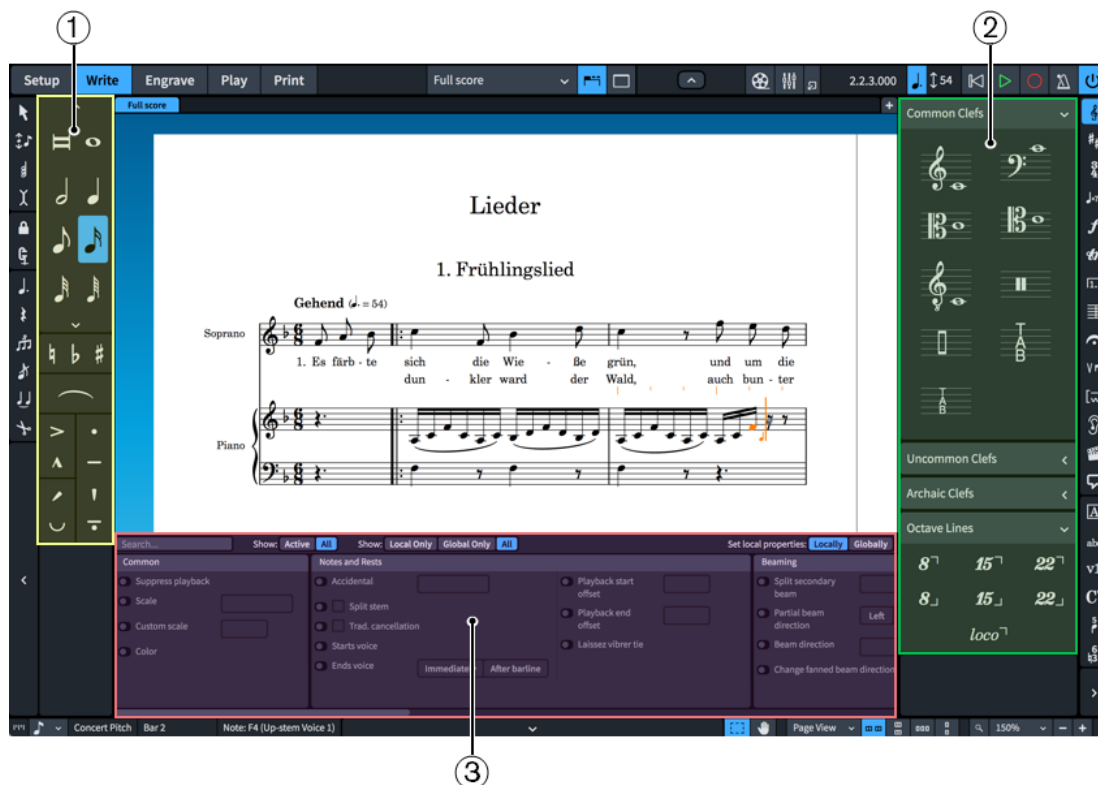 1
2
Setup Write Engrave Play Print Full score 2.2.3.000 54
Full score +
Common Clefs
Lieder
1. Frühlingslied
Gehend (♩. = 54)
Soprano
1. Es färb - te sich die Wie - ße grün, und um die
dun - kler ward der Wald, auch bun - ter
Piano
T
A
B
T
A
B
Uncommon Clefs
Archaic Clefs
Octave Lines
8 15 22
8 15 22
loco
Search... Show: Active All Show: Local Only Global Only All Set local properties: Locally Globally
Common Notes and Rests Beaming
Suppress playback Accidental Playback start offset Split secondary beam
Scale Split stem Playback end offset Partial beam direction Left
Custom scale Trad. cancellation Laissez vibrer tie Beam direction
Color Starts voice Change fanned beam direction
Ends voice Immediately After barline
Concert Pitch Bar 2 Note: F4 (Up-stem Voice 1) Page View 150% − +
3